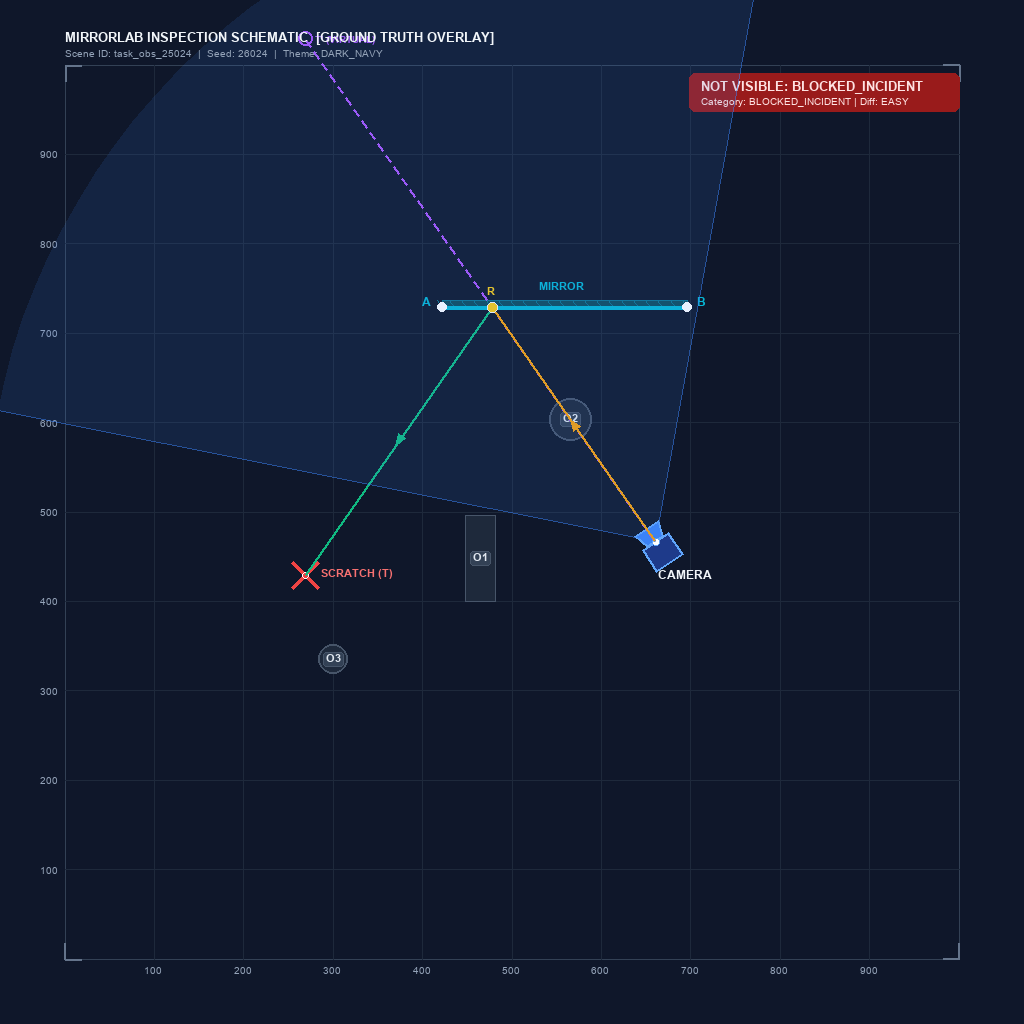 MIRRORLAB INSPECTION SCHEMATIC [GROUND TRUTH OVERLAY]
Scene ID: task_obs_25024 | Seed: 26024 | Theme: DARK_NAVY
NOT VISIBLE: BLOCKED_INCIDENT
Category: BLOCKED_INCIDENT | Diff: EASY
900
800
700
600
500
400
300
200
100
MIRROR
A
R
B
O2
O1
SCRATCH (T)
CAMERA
O3
100
200
300
400
500
600
700
800
900